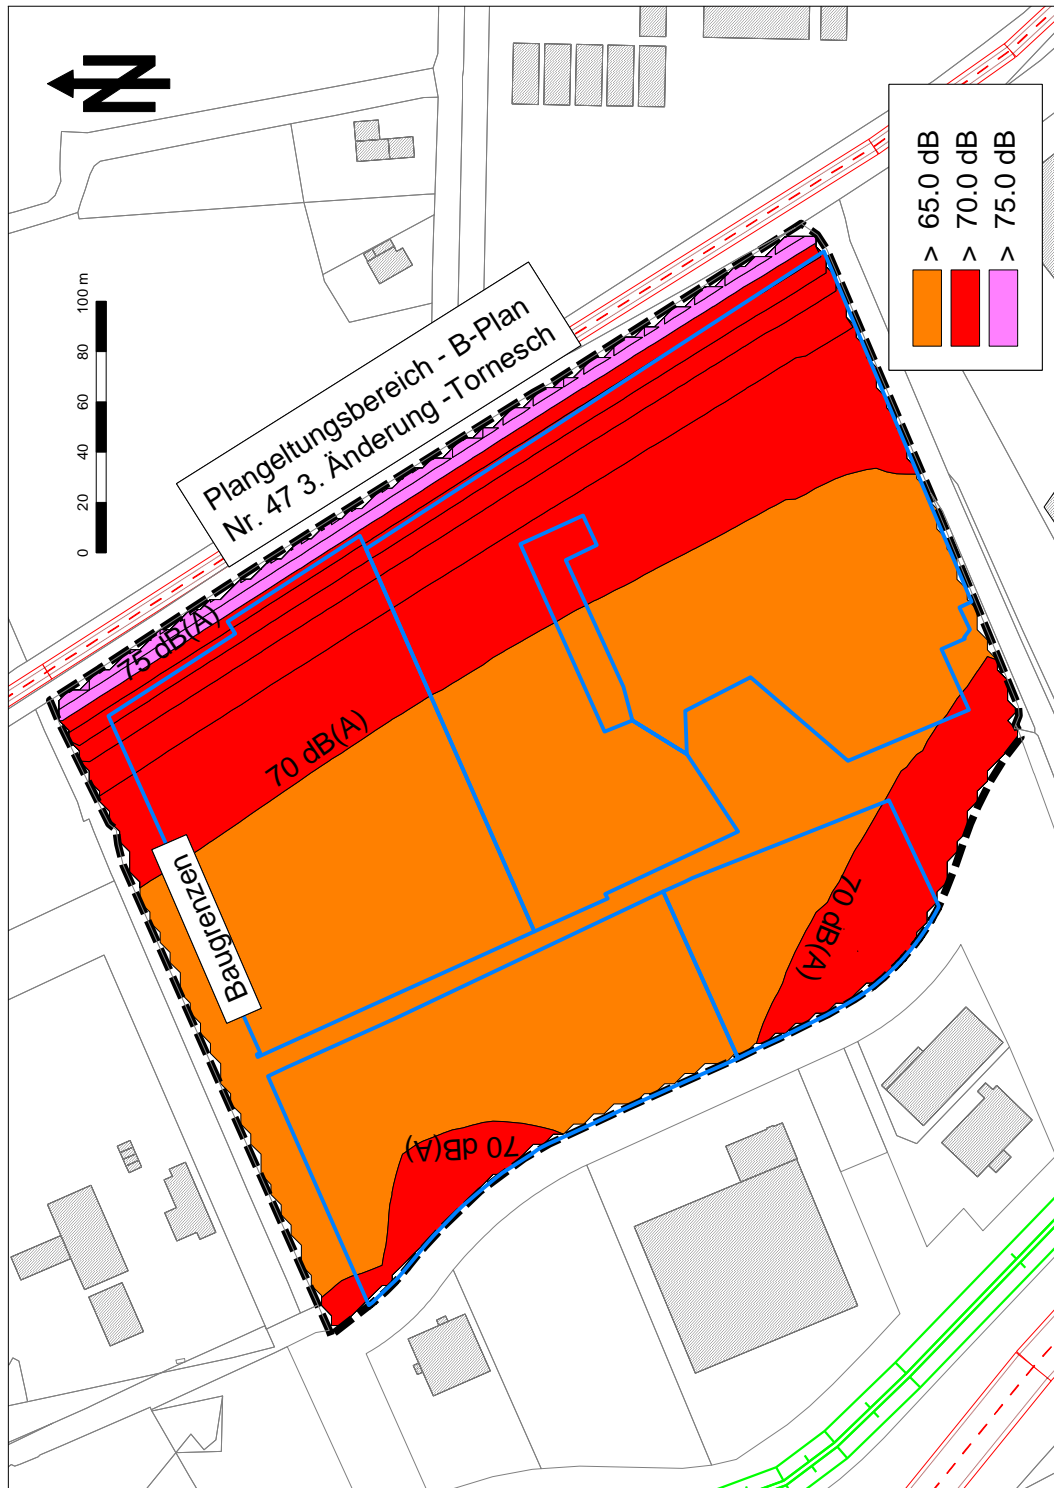 N
0 20 40 60 80 100 m
Plangeltungsbereich - B-Plan
Nr. 47 3. Änderung -Tornesch
> 65.0 dB
> 70.0 dB
> 75.0 dB
75 dB(A)
70 dB(A)
Baugrenzen
70 dB(A)
70 dB(A)